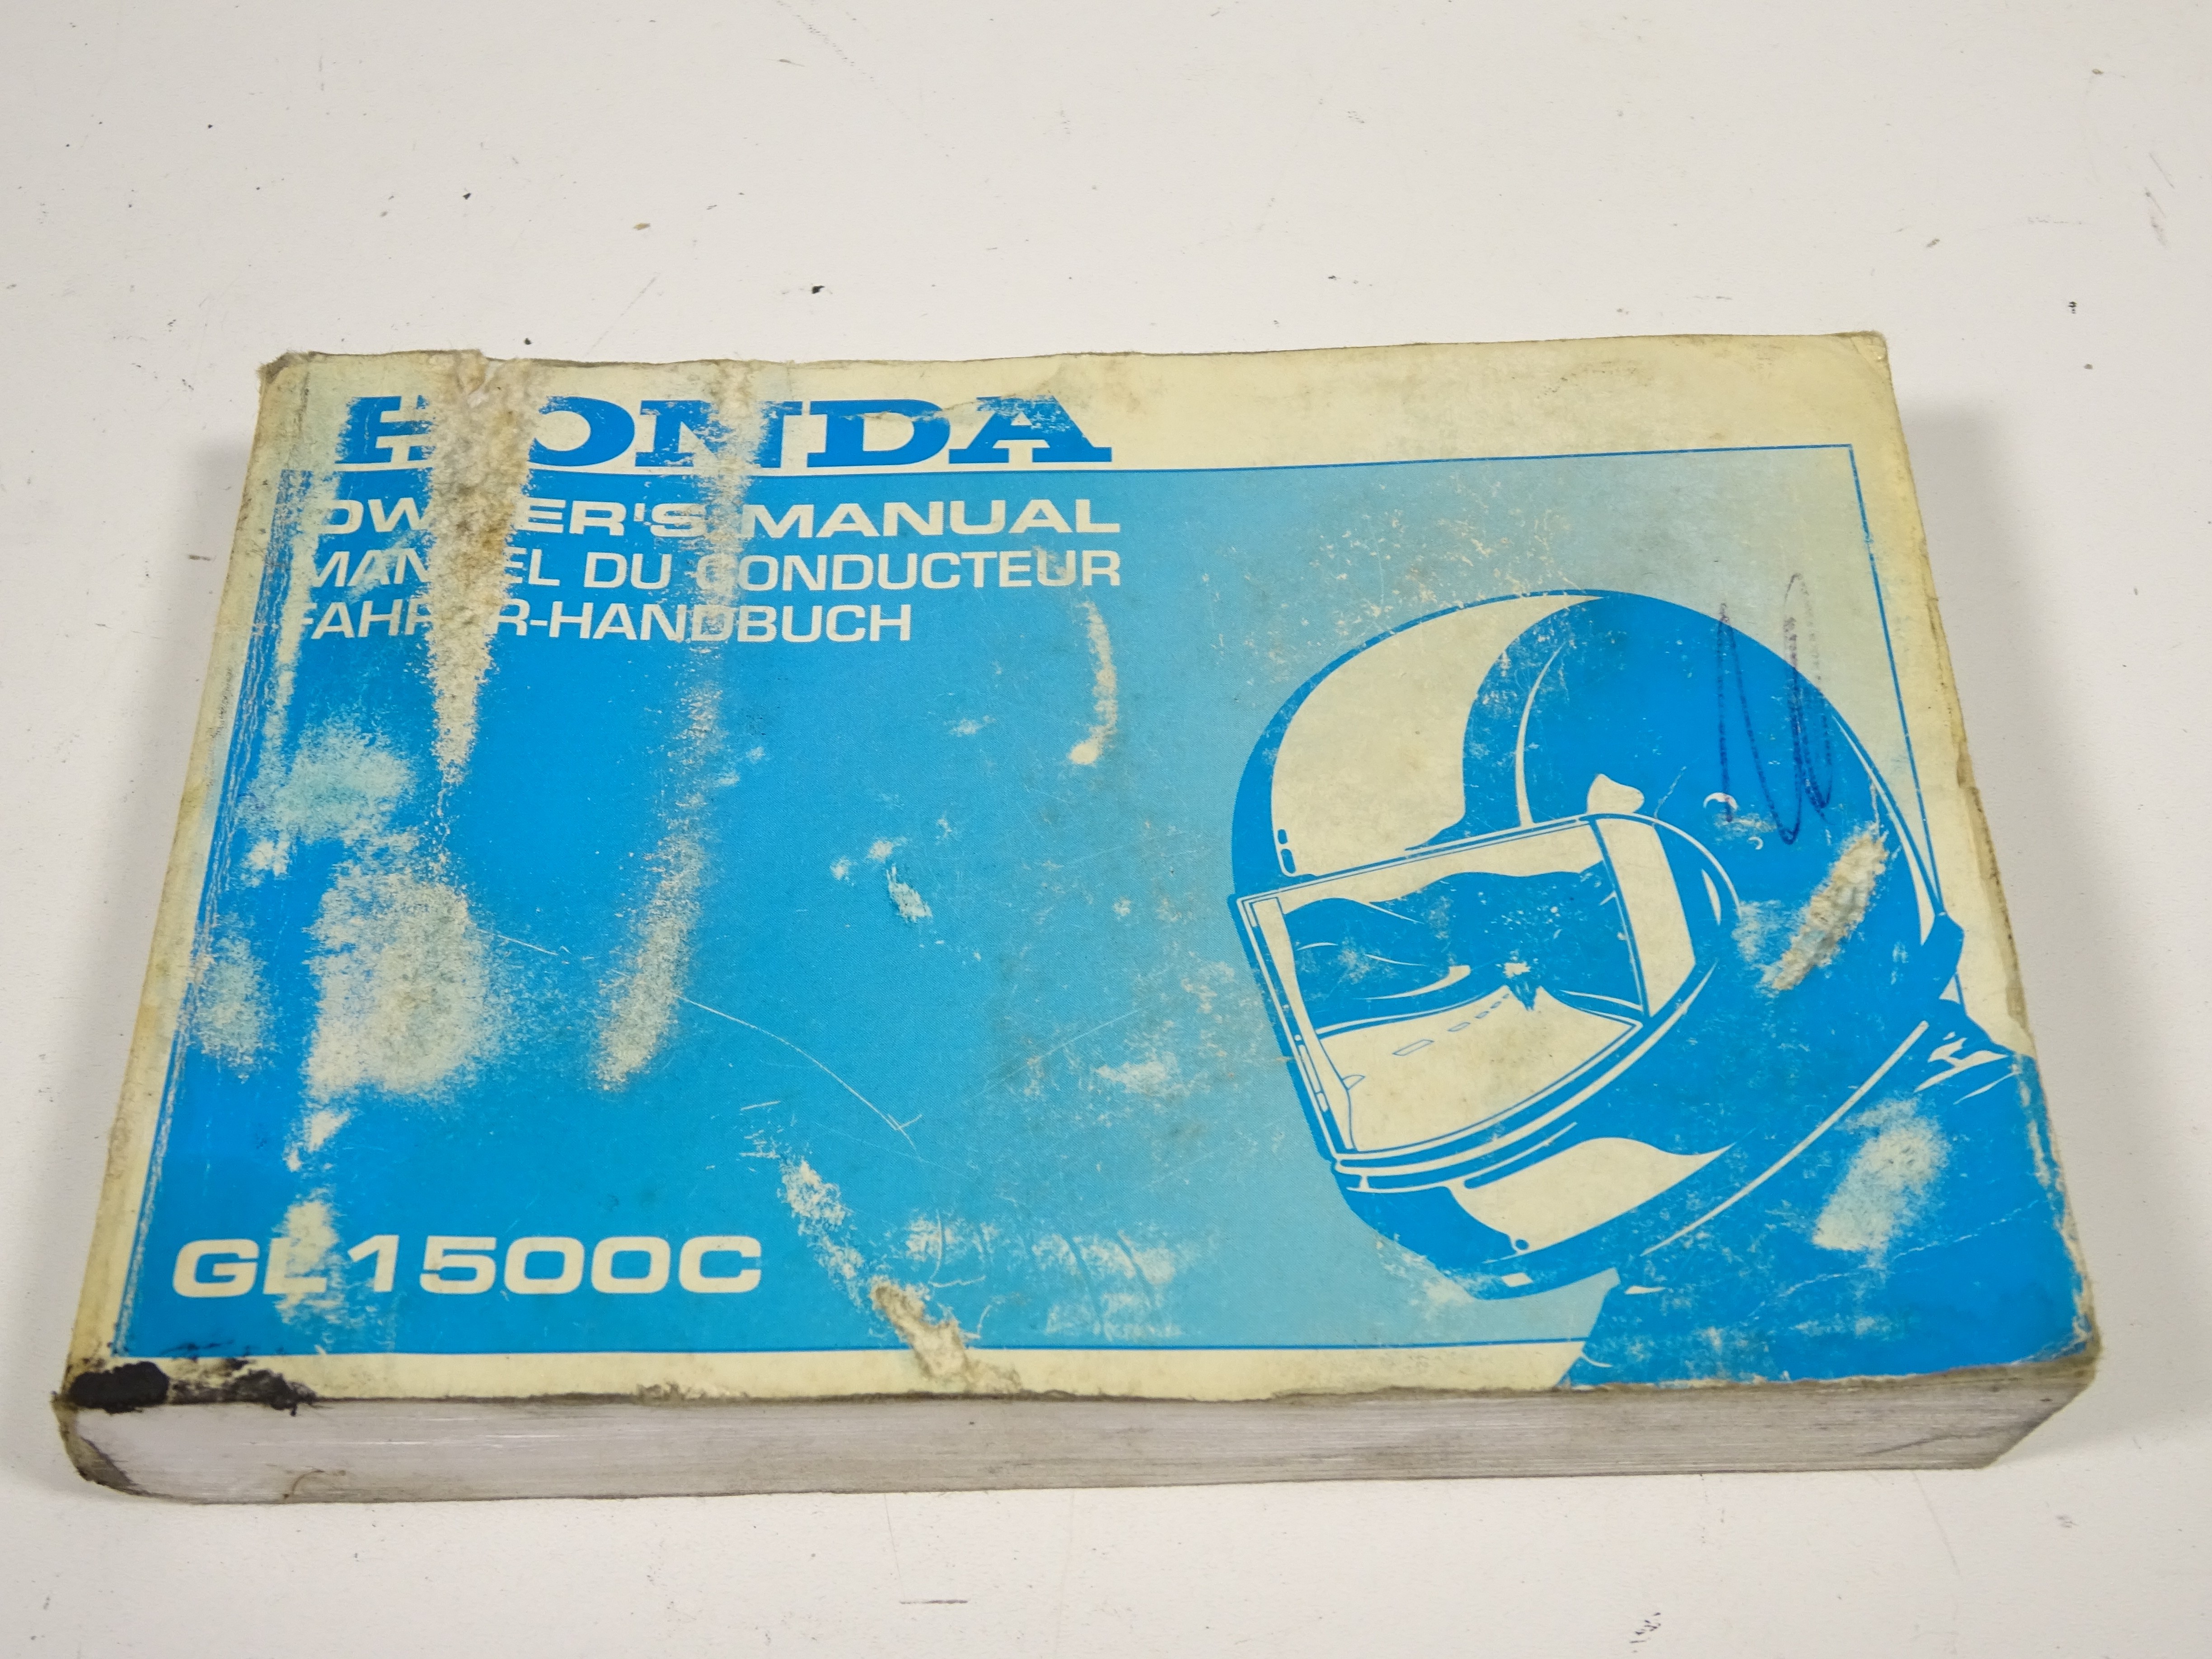 HONDA
OWNER'S MANUAL
MANUEL DU CONDUCTEUR
FAHRER-HANDBUCH
GL1500C